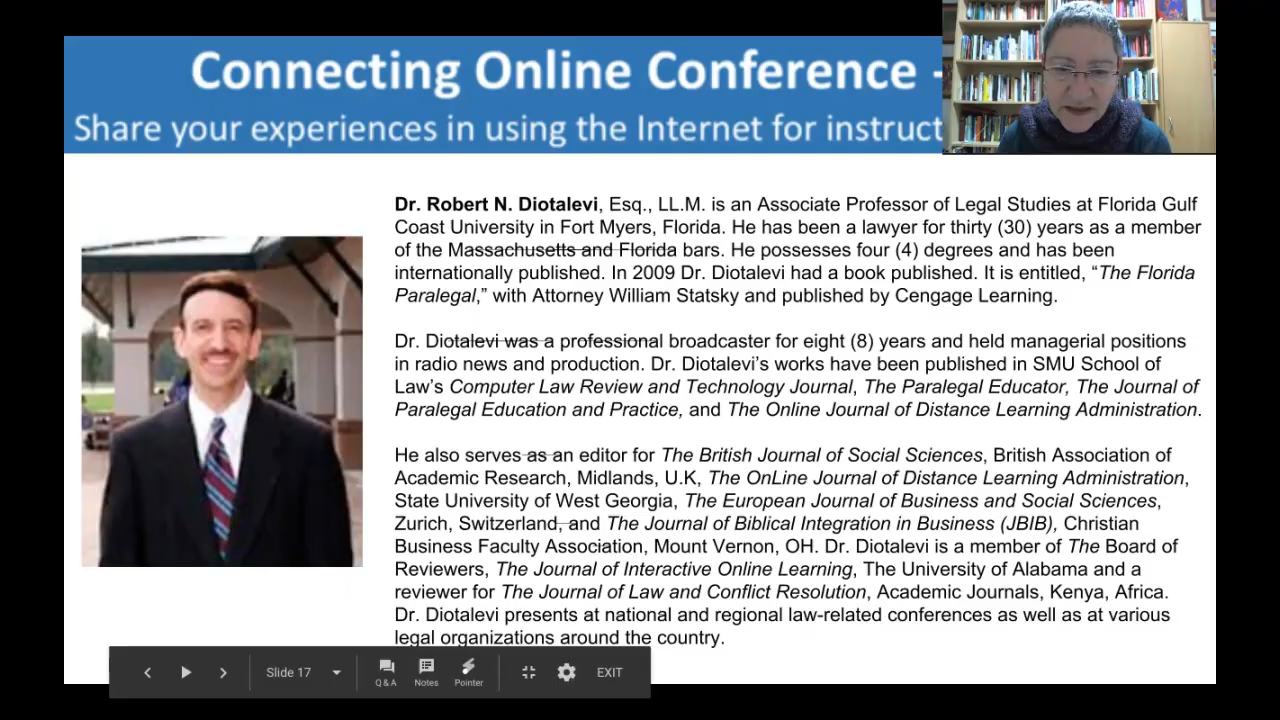 Connecting Online Conference -
Share your experiences in using the Internet for instruct
Dr. Robert N. Diotalevi, Esq., LL.M. is an Associate Professor of Legal Studies at Florida Gulf
Coast University in Fort Myers, Florida. He has been a lawyer for thirty (30) years as a member
of the Massachusetts and Florida bars. He possesses four (4) degrees and has been
internationally published. In 2009 Dr. Diotalevi had a book published. It is entitled, “The Florida
Paralegal,” with Attorney William Statsky and published by Cengage Learning.
Dr. Diotalevi was a professional broadcaster for eight (8) years and held managerial positions
in radio news and production. Dr. Diotalevi’s works have been published in SMU School of
Law’s Computer Law Review and Technology Journal, The Paralegal Educator, The Journal of
Paralegal Education and Practice, and The Online Journal of Distance Learning Administration.
He also serves as an editor for The British Journal of Social Sciences, British Association of
Academic Research, Midlands, U.K, The OnLine Journal of Distance Learning Administration,
State University of West Georgia, The European Journal of Business and Social Sciences,
Zurich, Switzerland, and The Journal of Biblical Integration in Business (JBIB), Christian
Business Faculty Association, Mount Vernon, OH. Dr. Diotalevi is a member of The Board of
Reviewers, The Journal of Interactive Online Learning, The University of Alabama and a
reviewer for The Journal of Law and Conflict Resolution, Academic Journals, Kenya, Africa.
Dr. Diotalevi presents at national and regional law-related conferences as well as at various
legal organizations around the country.
Slide 17
Q & A
Notes
Pointer
EXIT